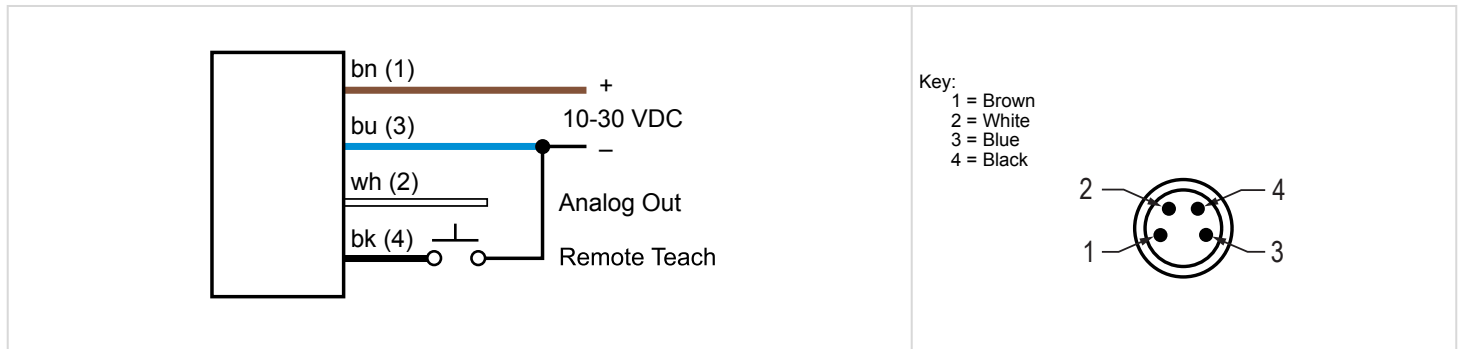 bn (1)
+
10-30 VDC
bu (3)
–
wh (2)
Analog Out
bk (4)
Remote Teach
Key:
1 = Brown
2 = White
3 = Blue
4 = Black
2
4
1
3